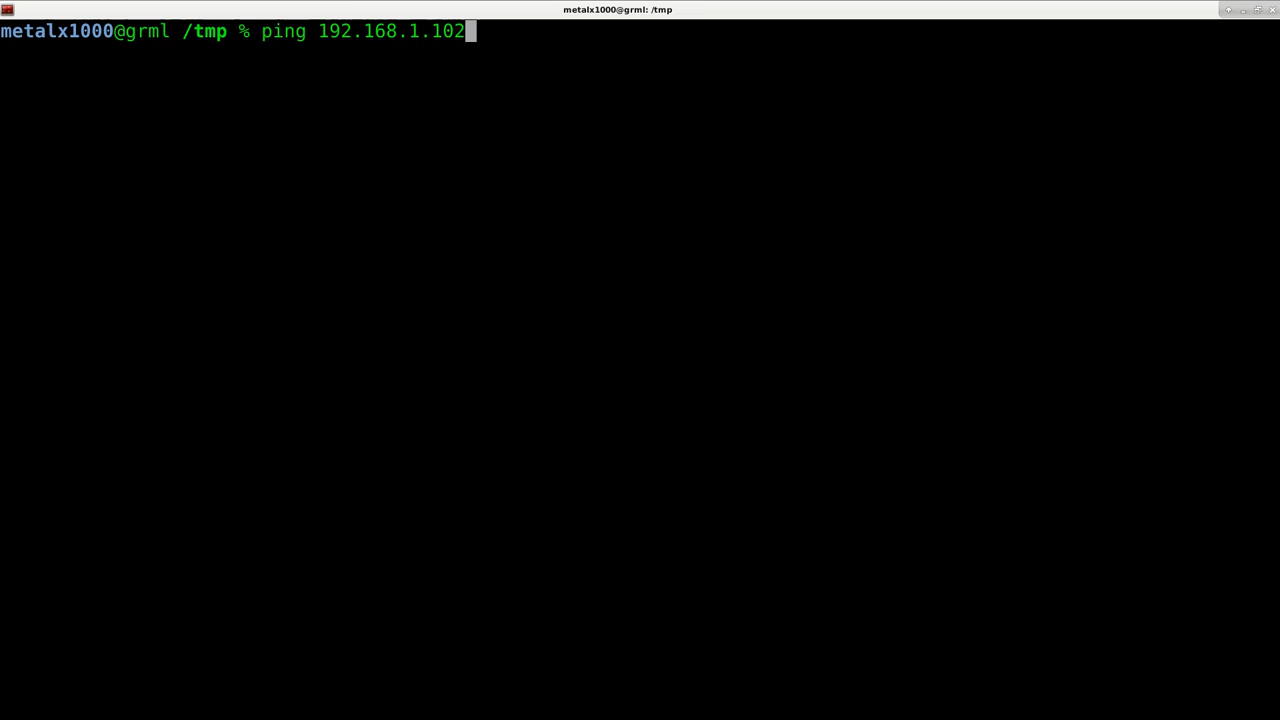 metalx1000@grml: /tmp
metalx1000@grml /tmp % ping 192.168.1.102